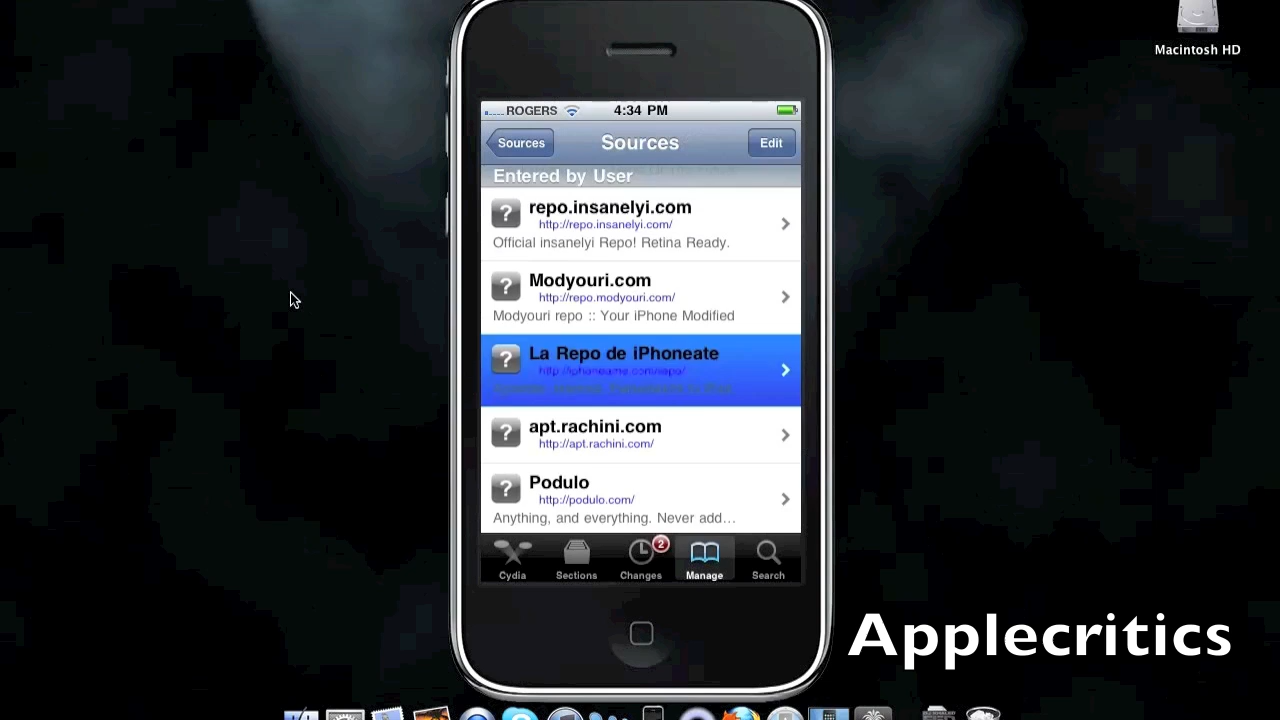 Macintosh HD
ROGERS 4:34 PM
Sources Sources Edit
Entered by User
repo.insanelyi.com
http://repo.insanelyi.com/
Official insanelyi Repo! Retina Ready.
Modyouri.com
http://repo.modyouri.com/
Modyouri repo :: Your iPhone Modified
La Repo de iPhoneate
apt.rachini.com
http://apt.rachini.com/
Podulo
http://podulo.com/
Anything, and everything. Never add…
2
Cydia Sections Changes Manage Search
Applecritics